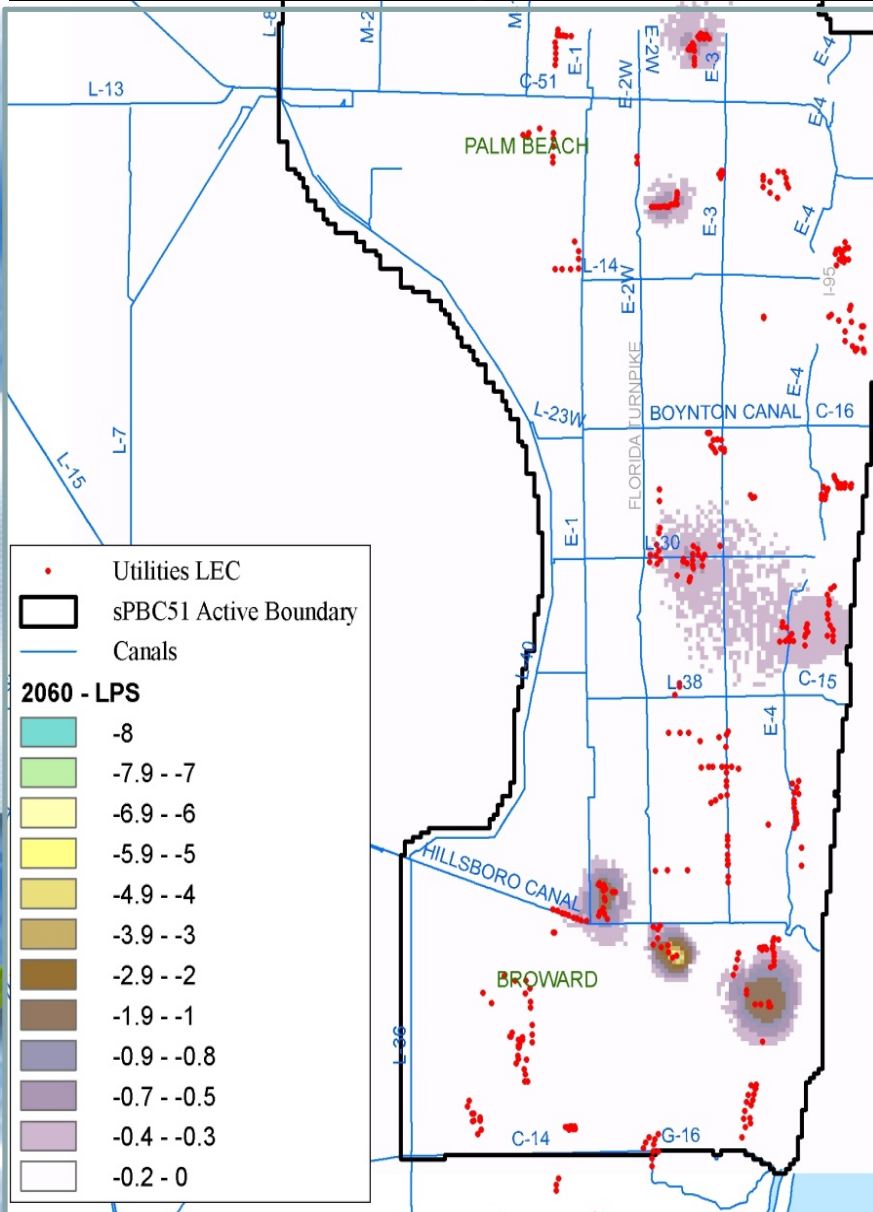 L-8
M-2
M-1
E-1
E-2W
E-2W
E-3
E-4
L-13
C-51
E-4
PALM BEACH
E-3
E-4
L-14
E-2W
I-95
FLORIDA TURNPIKE
E-4
L-23W
BOYNTON CANAL
C-16
L-7
L-15
E-1
L-30
L-40
L-38
C-15
E-4
HILLSBORO CANAL
BROWARD
L-36
C-14
G-16
Utilities LEC
sPBC51 Active Boundary
Canals
2060 - LPS
-8
-7.9 - -7
-6.9 - -6
-5.9 - -5
-4.9 - -4
-3.9 - -3
-2.9 - -2
-1.9 - -1
-0.9 - -0.8
-0.7 - -0.5
-0.4 - -0.3
-0.2 - 0